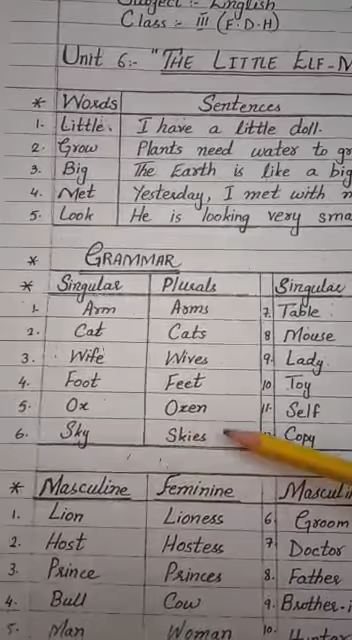 Subject :- English
Class :- III (F.D.H)
Unit 6:- "THE LITTLE ELF-M
* Words Sentences
1. Little. I have a little doll.
2. Grow Plants need water to gr
3. Big The Earth is like a big
4. Met Yesterday, I met with
5. Look He is looking very sma
* GRAMMAR
* Singular Plurals Singular
1. Arm Arms 7. Table
2. Cat Cats 8 Mouse
3. Wife Wives 9. Lady
4. Foot Feet 10 Toy
5. Ox Oxen 11. Self
6. Sky Skies Copy
* Masculine Feminine Masculi
1. Lion Lioness 6. Groom
2. Host Hostess 7. Doctor
3. Prince Princes 8. Father
4. Bull Cow 9. Brother-i
5. Man Woman 10.